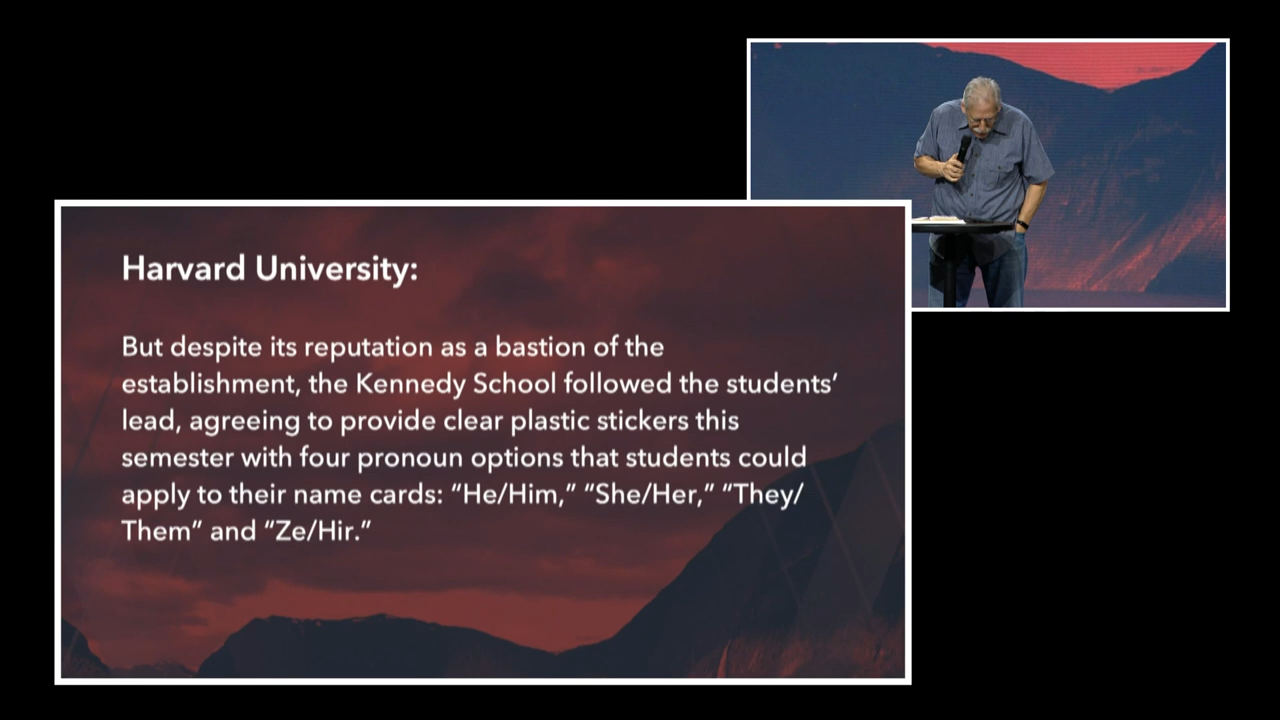 Harvard University:
But despite its reputation as a bastion of the
establishment, the Kennedy School followed the students’
lead, agreeing to provide clear plastic stickers this
semester with four pronoun options that students could
apply to their name cards: “He/Him,” “She/Her,” “They/
Them” and “Ze/Hir.”